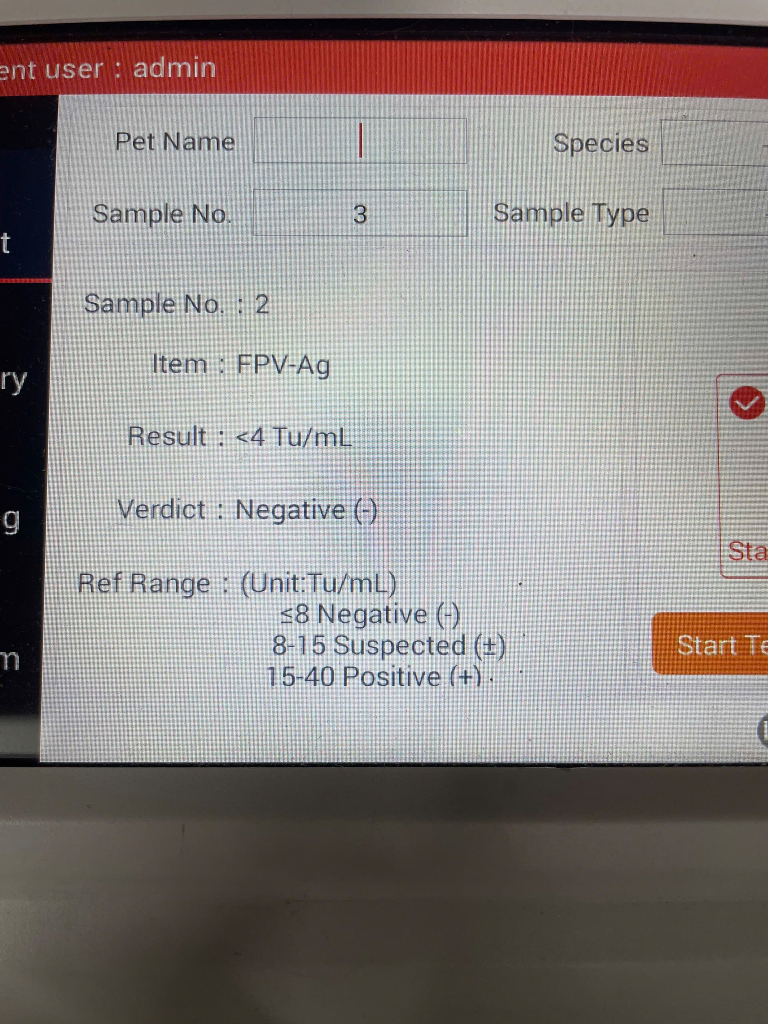 ent user : admin
Pet Name
Species
Sample No. 3
Sample Type
t
Sample No. : 2
Item : FPV-Ag
ry
Result : <4 Tu/mL
Verdict : Negative (-)
g
Sta
Ref Range : (Unit:Tu/mL)
≤8 Negative (-)
8-15 Suspected (±)
Start Te
m
15-40 Positive (+)